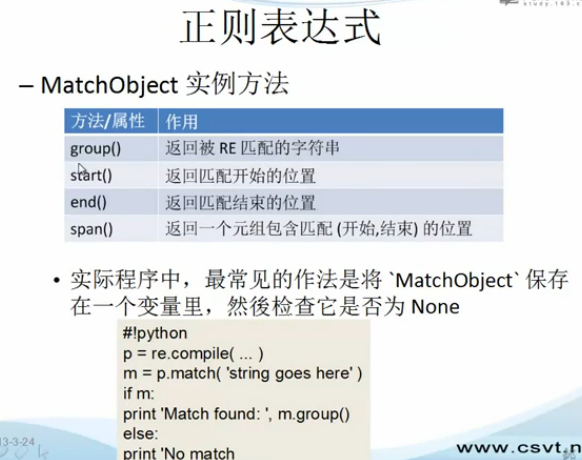 正则表达式
– MatchObject 实例方法
方法/属性 作用
group() 返回被 RE 匹配的字符串
start() 返回匹配开始的位置
end() 返回匹配结束的位置
span() 返回一个元组包含匹配 (开始,结束) 的位置
• 实际程序中，最常见的作法是将 `MatchObject` 保存
在一个变量里，然後检查它是否为 None
#!python
p = re.compile( ... )
m = p.match( 'string goes here' )
if m:
print 'Match found: ', m.group()
else:
print 'No match
13-3-24
www.csvt.n